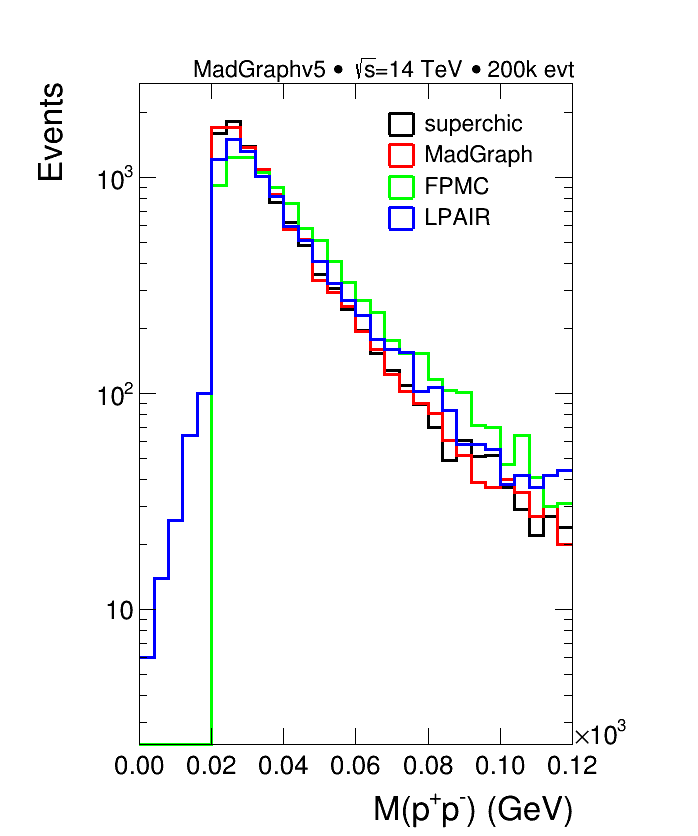 MadGraphv5 • √s=14 TeV • 200k evt
Events
superchic
MadGraph
FPMC
LPAIR
10³
10²
10
0.00 0.02 0.04 0.06 0.08 0.10 0.12
×10³
M(p⁺p⁻) (GeV)